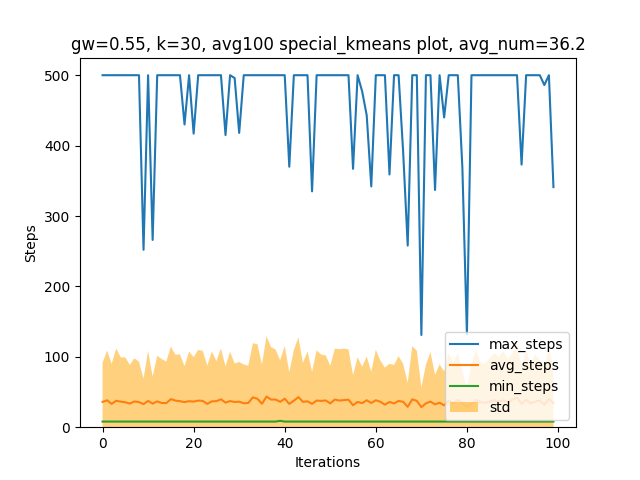 gw=0.55, k=30, avg100 special_kmeans plot, avg_num=36.2
500
400
300
200
100
0
Steps
0 20 40 60 80 100
Iterations
max_steps
avg_steps
min_steps
std